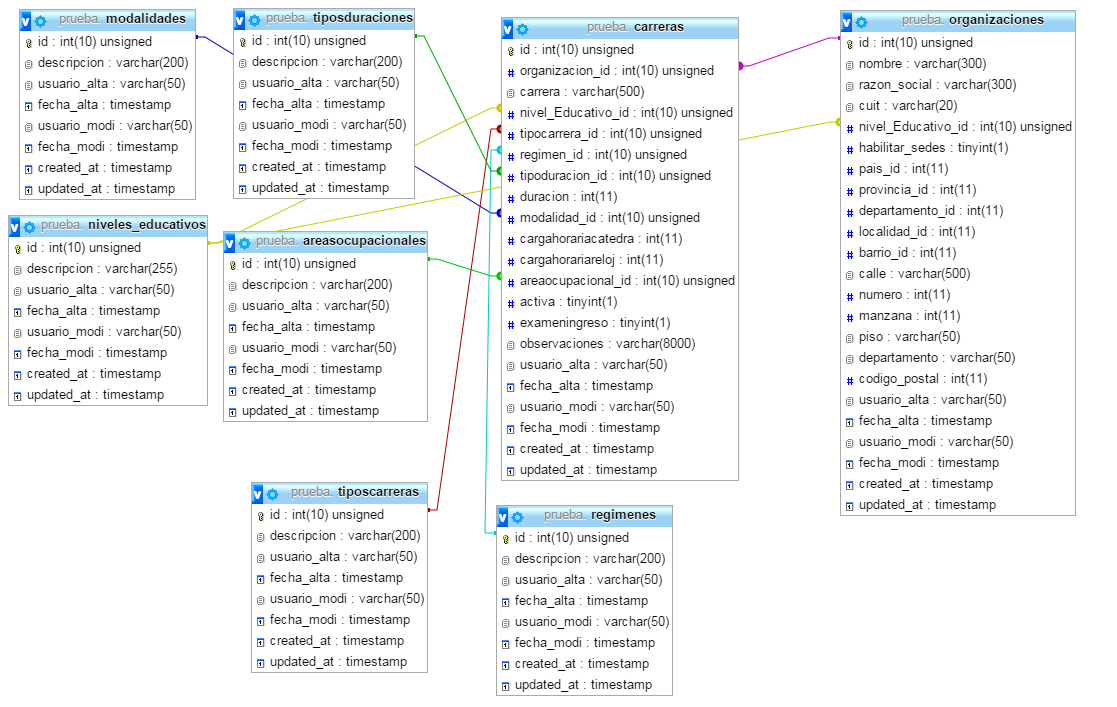 prueba. modalidades
id : int(10) unsigned
descripcion : varchar(200)
usuario_alta : varchar(50)
fecha_alta : timestamp
usuario_modi : varchar(50)
fecha_modi : timestamp
created_at : timestamp
updated_at : timestamp
prueba. tiposduraciones
id : int(10) unsigned
descripcion : varchar(200)
usuario_alta : varchar(50)
fecha_alta : timestamp
usuario_modi : varchar(50)
fecha_modi : timestamp
created_at : timestamp
updated_at : timestamp
prueba. carreras
id : int(10) unsigned
organizacion_id : int(10) unsigned
carrera : varchar(500)
nivel_Educativo_id : int(10) unsigned
tipocarrera_id : int(10) unsigned
regimen_id : int(10) unsigned
tipoduracion_id : int(10) unsigned
duracion : int(11)
modalidad_id : int(10) unsigned
cargahorariacatedra : int(11)
cargahorariareloj : int(11)
areaocupacional_id : int(10) unsigned
activa : tinyint(1)
exameningreso : tinyint(1)
observaciones : varchar(8000)
usuario_alta : varchar(50)
fecha_alta : timestamp
usuario_modi : varchar(50)
fecha_modi : timestamp
created_at : timestamp
updated_at : timestamp
prueba. organizaciones
id : int(10) unsigned
nombre : varchar(300)
razon_social : varchar(300)
cuit : varchar(20)
nivel_Educativo_id : int(10) unsigned
habilitar_sedes : tinyint(1)
pais_id : int(11)
provincia_id : int(11)
departamento_id : int(11)
localidad_id : int(11)
barrio_id : int(11)
calle : varchar(500)
numero : int(11)
manzana : int(11)
piso : varchar(50)
departamento : varchar(50)
codigo_postal : int(11)
usuario_alta : varchar(50)
fecha_alta : timestamp
usuario_modi : varchar(50)
fecha_modi : timestamp
created_at : timestamp
updated_at : timestamp
prueba. niveles_educativos
id : int(10) unsigned
descripcion : varchar(255)
usuario_alta : varchar(50)
fecha_alta : timestamp
usuario_modi : varchar(50)
fecha_modi : timestamp
created_at : timestamp
updated_at : timestamp
prueba. areasocupacionales
id : int(10) unsigned
descripcion : varchar(200)
usuario_alta : varchar(50)
fecha_alta : timestamp
usuario_modi : varchar(50)
fecha_modi : timestamp
created_at : timestamp
updated_at : timestamp
prueba. tiposcarreras
id : int(10) unsigned
descripcion : varchar(200)
usuario_alta : varchar(50)
fecha_alta : timestamp
usuario_modi : varchar(50)
fecha_modi : timestamp
created_at : timestamp
updated_at : timestamp
prueba. regimenes
id : int(10) unsigned
descripcion : varchar(200)
usuario_alta : varchar(50)
fecha_alta : timestamp
usuario_modi : varchar(50)
fecha_modi : timestamp
created_at : timestamp
updated_at : timestamp